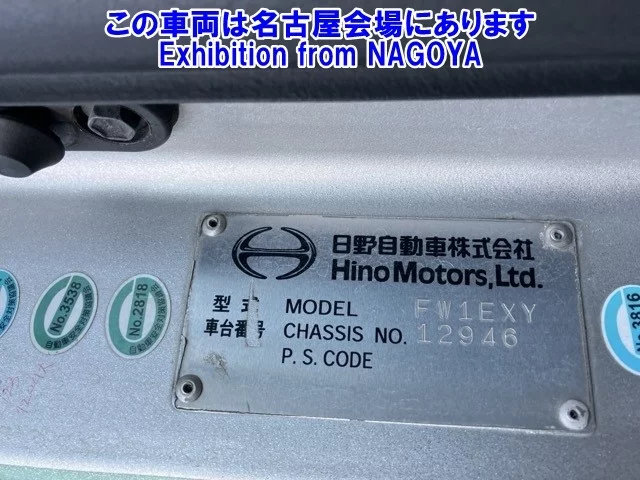 この車両は名古屋会場にあります
Exhibition from NAGOYA
日野自動車株式会社
Hino Motors, Ltd.
型式 MODEL FW1EXY
車台番号 CHASSIS NO. 12946
P. S. CODE
No.3538
No.2818
No.3816